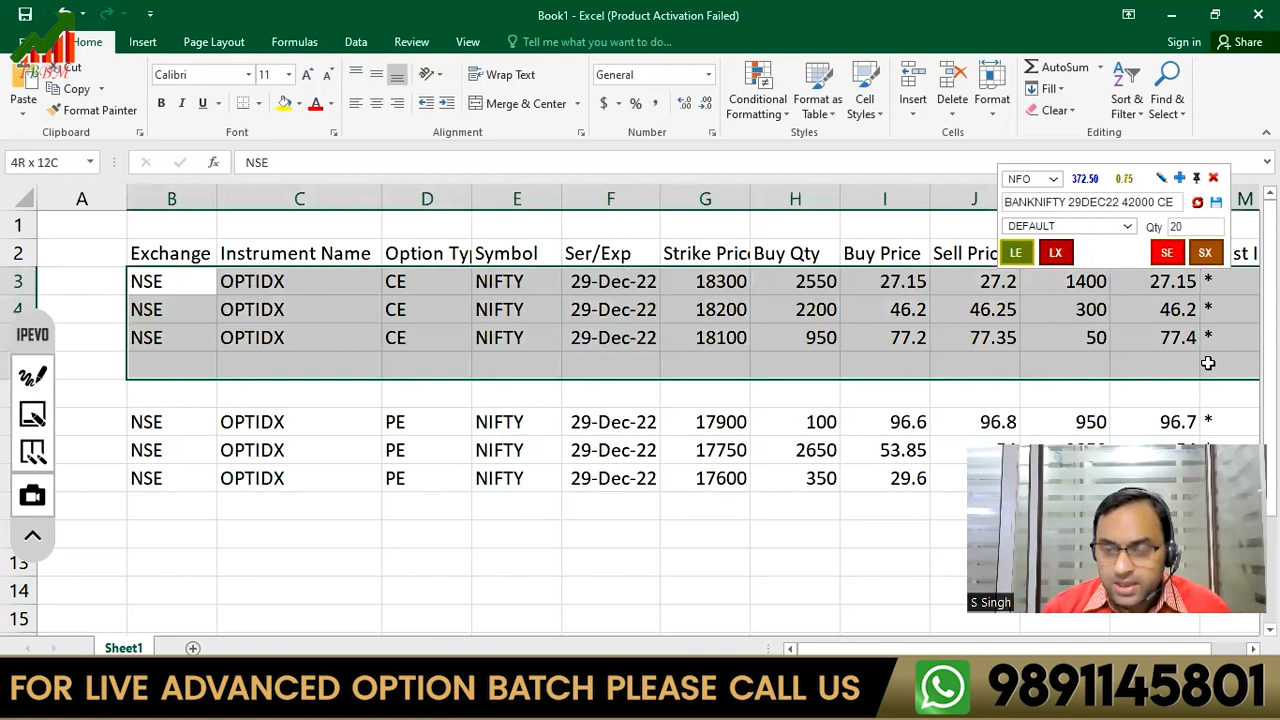 Book1 - Excel (Product Activation Failed)
Home Insert Page Layout Formulas Data Review View Tell me what you want to do... Sign in Share
Cut
Copy
Format Painter
Paste
Calibri 11
B I U A
Wrap Text
Merge & Center
General
$ % ,
Conditional Formatting
Format as Table
Cell Styles
Insert Delete Format
AutoSum
Fill
Clear
Sort & Filter
Find & Select
Clipboard Font Alignment Number Styles Cells Editing
4R x 12C fx NSE
NFO 372.50 0.75
BANKNIFTY 29DEC22 42000 CE
DEFAULT Qty 20
LE LX SE SX
A B C D E F G H I J M
1
2 Exchange Instrument Name Option Ty Symbol Ser/Exp Strike Pric Buy Qty Buy Price Sell Pric st I
3 NSE OPTIDX CE NIFTY 29-Dec-22 18300 2550 27.15 27.2 1400 27.15 *
4 NSE OPTIDX CE NIFTY 29-Dec-22 18200 2200 46.2 46.25 300 46.2 *
NSE OPTIDX CE NIFTY 29-Dec-22 18100 950 77.2 77.35 50 77.4 *
NSE OPTIDX PE NIFTY 29-Dec-22 17900 100 96.6 96.8 950 96.7 *
NSE OPTIDX PE NIFTY 29-Dec-22 17750 2650 53.85
NSE OPTIDX PE NIFTY 29-Dec-22 17600 350 29.6
13
14
15
IPEVO
S Singh
Sheet1
FOR LIVE ADVANCED OPTION BATCH PLEASE CALL US 9891145801